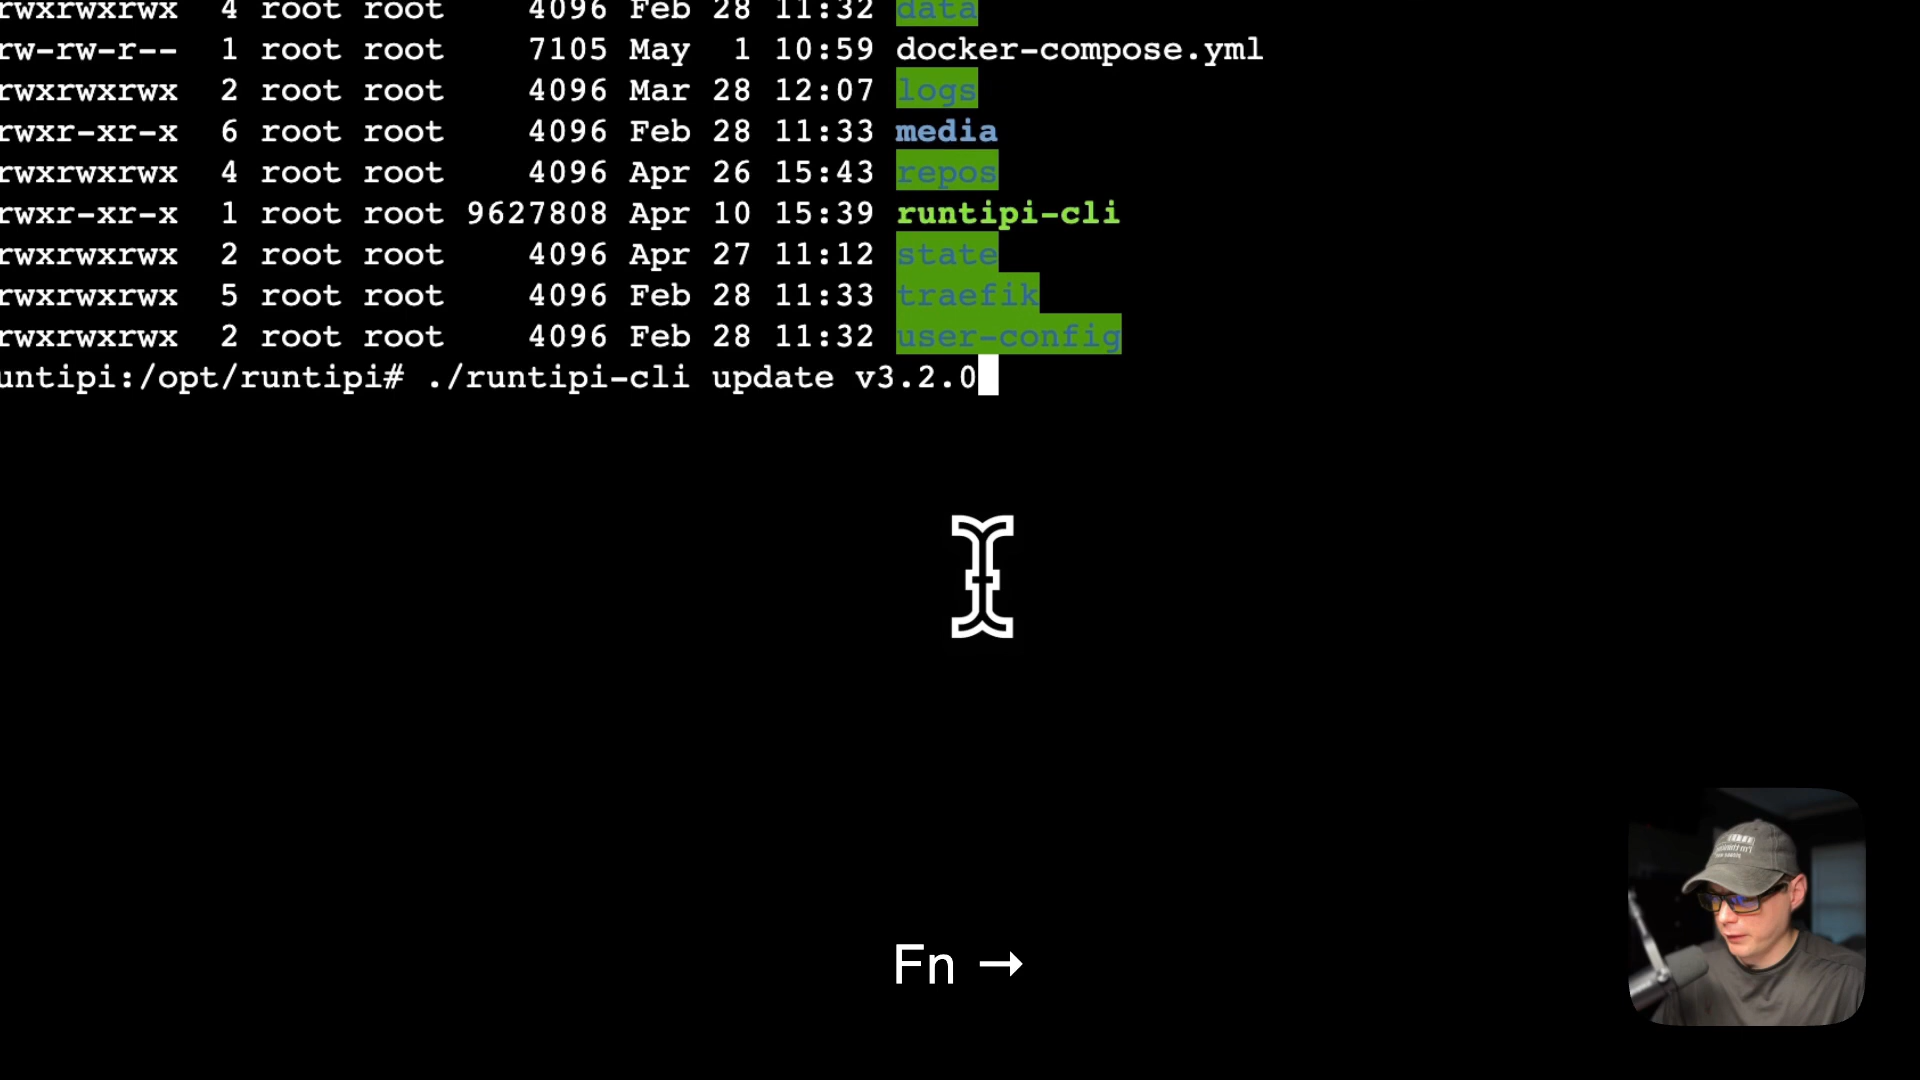 rwxrwxrwx 4 root root 4096 Feb 28 11:32 data
rw-rw-r-- 1 root root 7105 May 1 10:59 docker-compose.yml
rwxrwxrwx 2 root root 4096 Mar 28 12:07 logs
rwxr-xr-x 6 root root 4096 Feb 28 11:33 media
rwxrwxrwx 4 root root 4096 Apr 26 15:43 repos
rwxr-xr-x 1 root root 9627808 Apr 10 15:39 runtipi-cli
rwxrwxrwx 2 root root 4096 Apr 27 11:12 state
rwxrwxrwx 5 root root 4096 Feb 28 11:33 traefik
rwxrwxrwx 2 root root 4096 Feb 28 11:32 user-config
untipi:/opt/runtipi# ./runtipi-cli update v3.2.0
Fn →